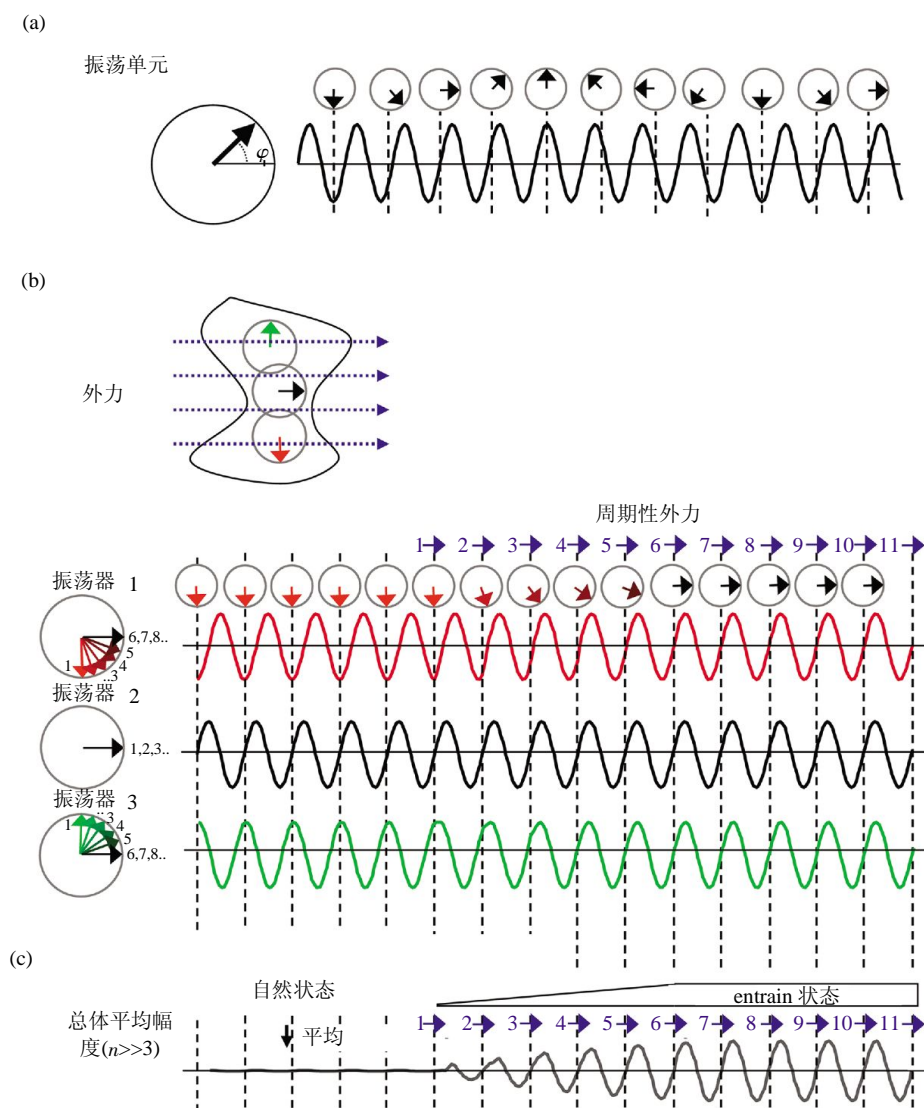 (a)
振荡单元
φ
(b)
外力
周期性外力
1 2 3 4 5 6 7 8 9 10 11
振荡器 1
6,7,8..
5
4
..3
1
振荡器 2
1,2,3..
振荡器 3
..3
1
4
5
6,7,8..
(c)
自然状态
entrain 状态
总体平均幅
度(n>>3)
平均
1 2 3 4 5 6 7 8 9 10 11